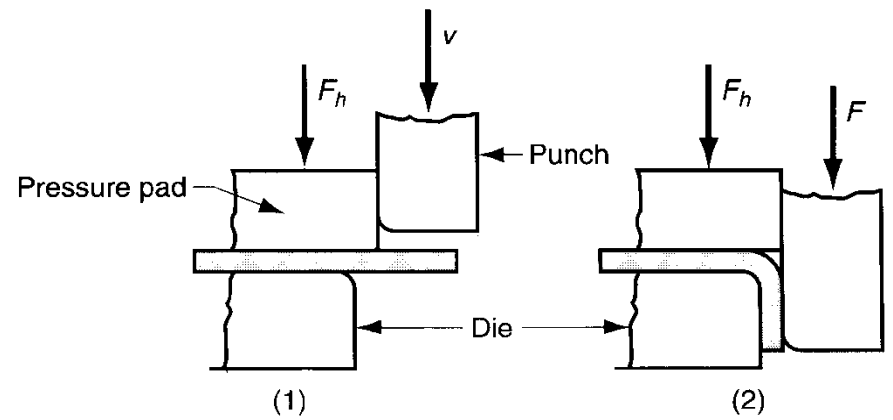 v
F_h
F_h
F
Punch
Pressure pad
Die
(1)
(2)